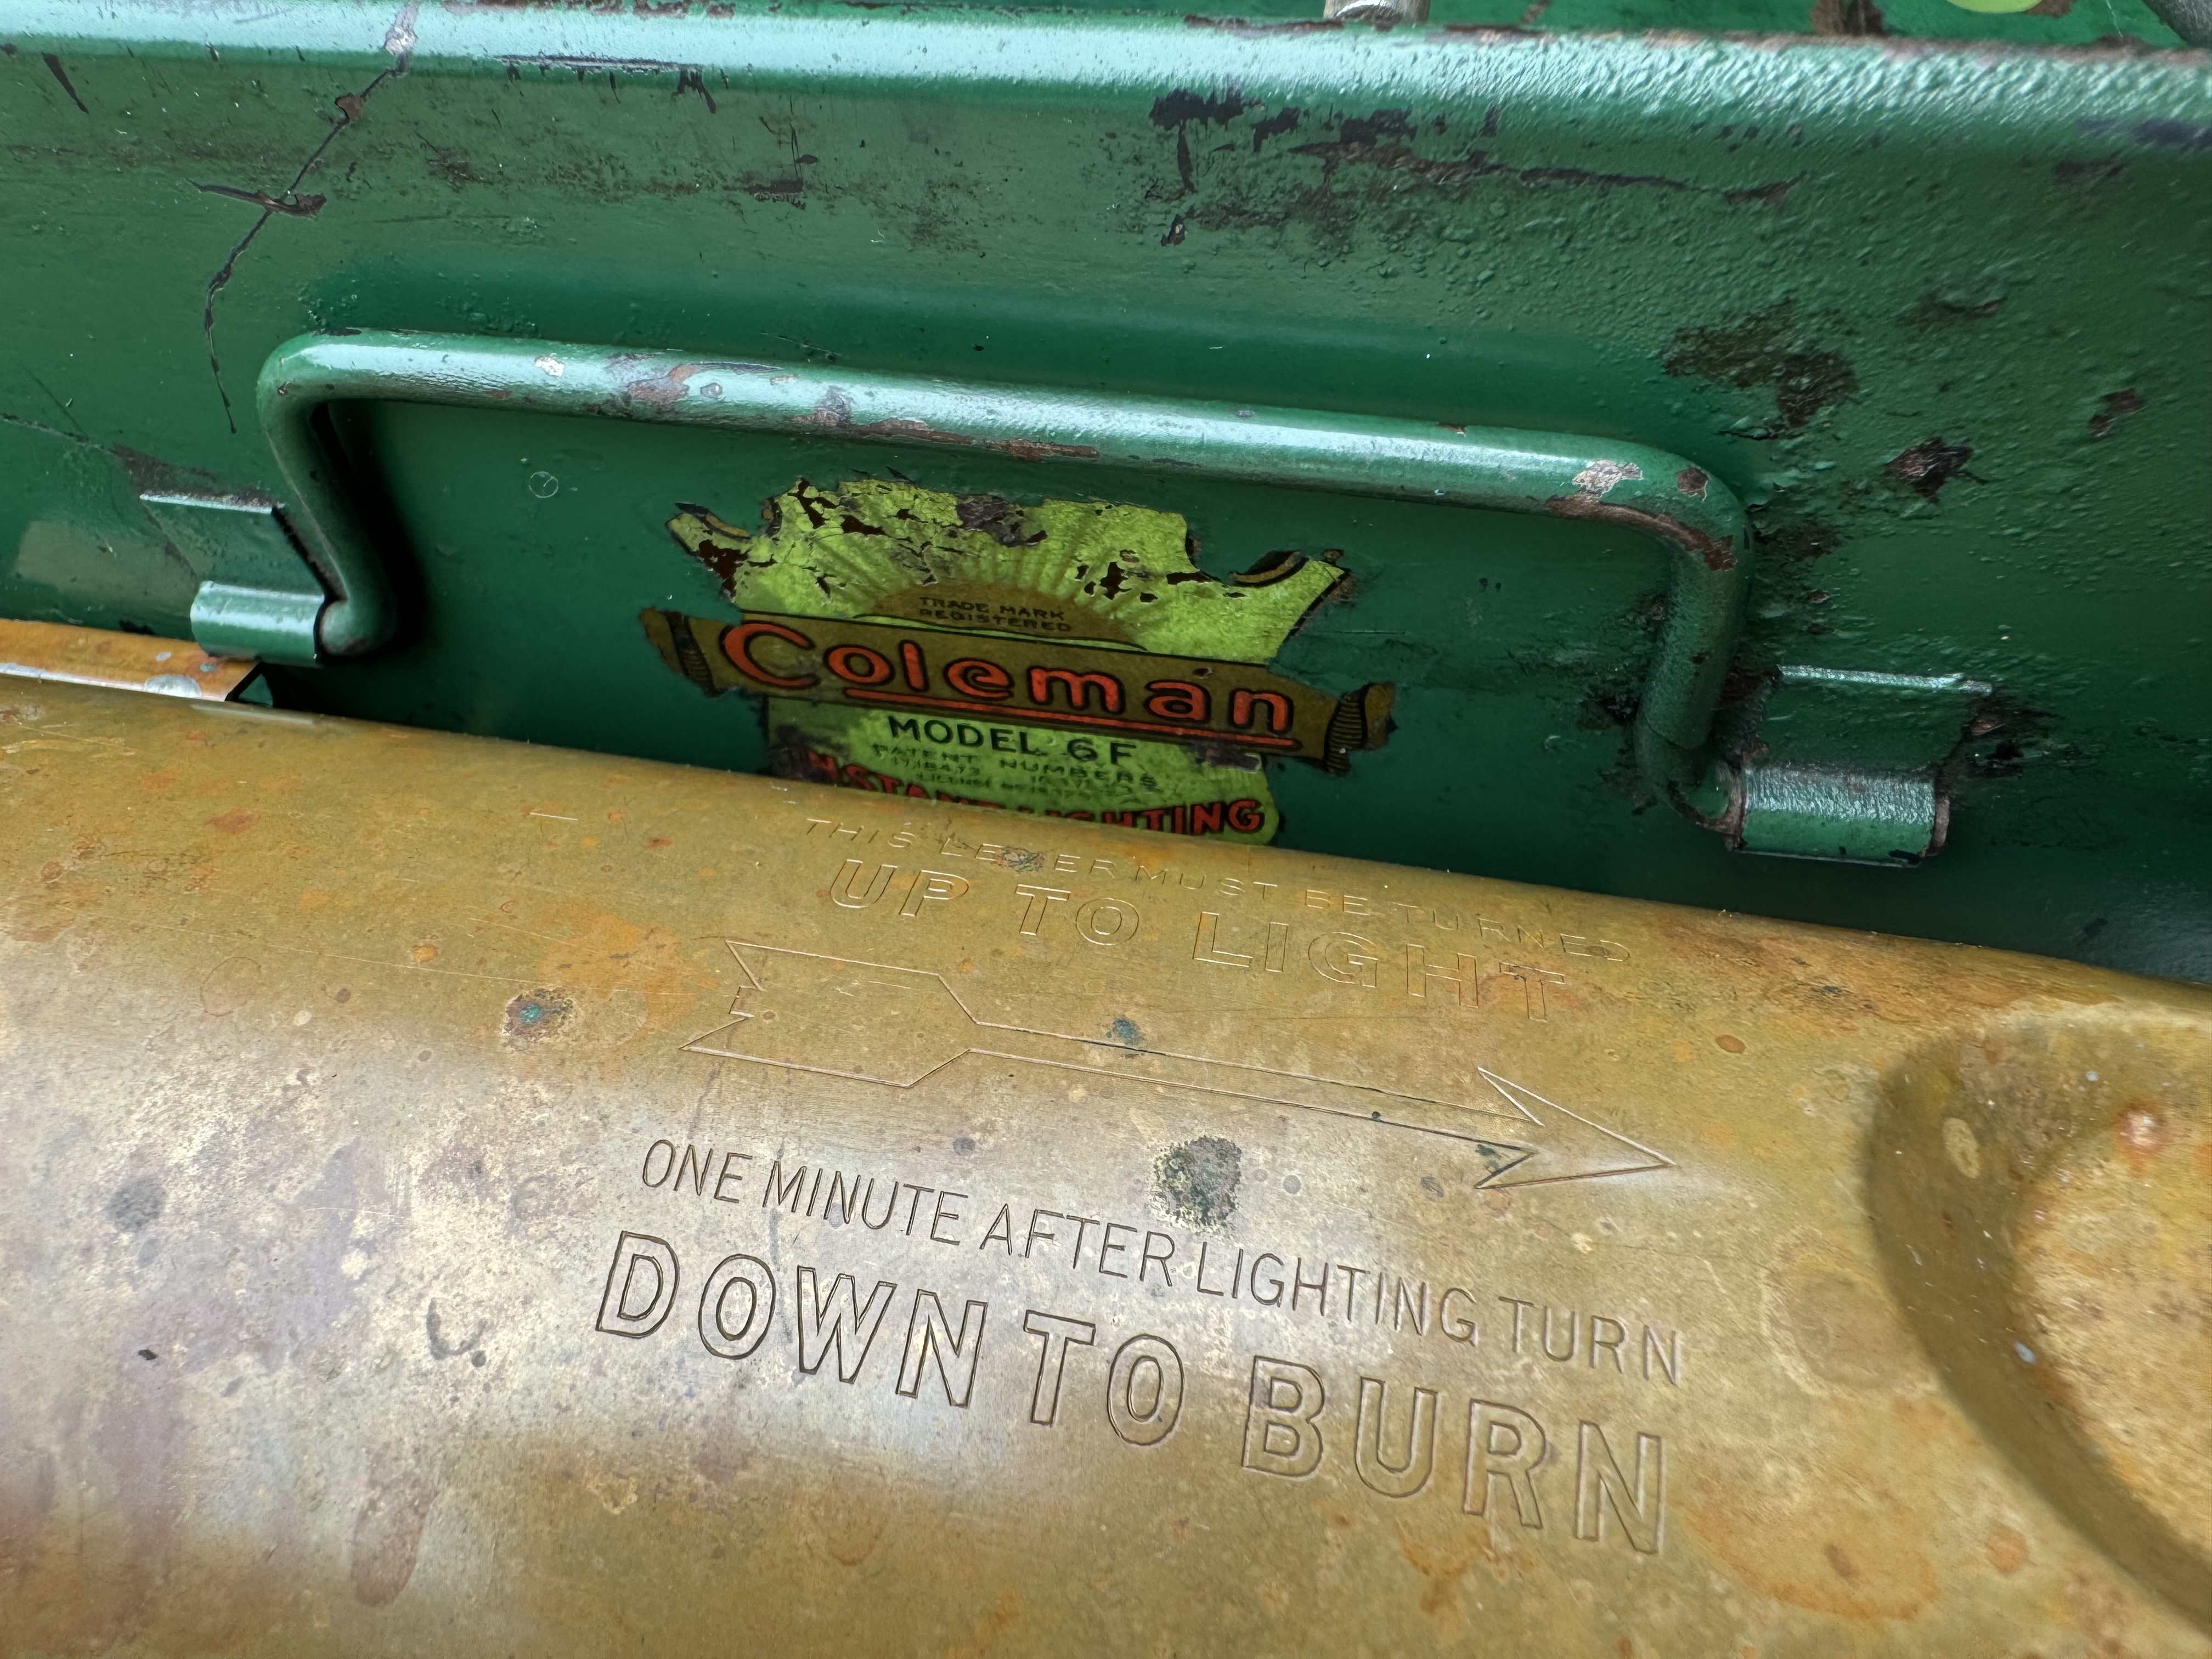 TRADE MARK
REGISTERED
Coleman
MODEL 6F
PATENT NUMBERS
LIGHTING
THIS LEVER MUST BE TURNED
UP TO LIGHT
ONE MINUTE AFTER LIGHTING TURN
DOWN TO BURN